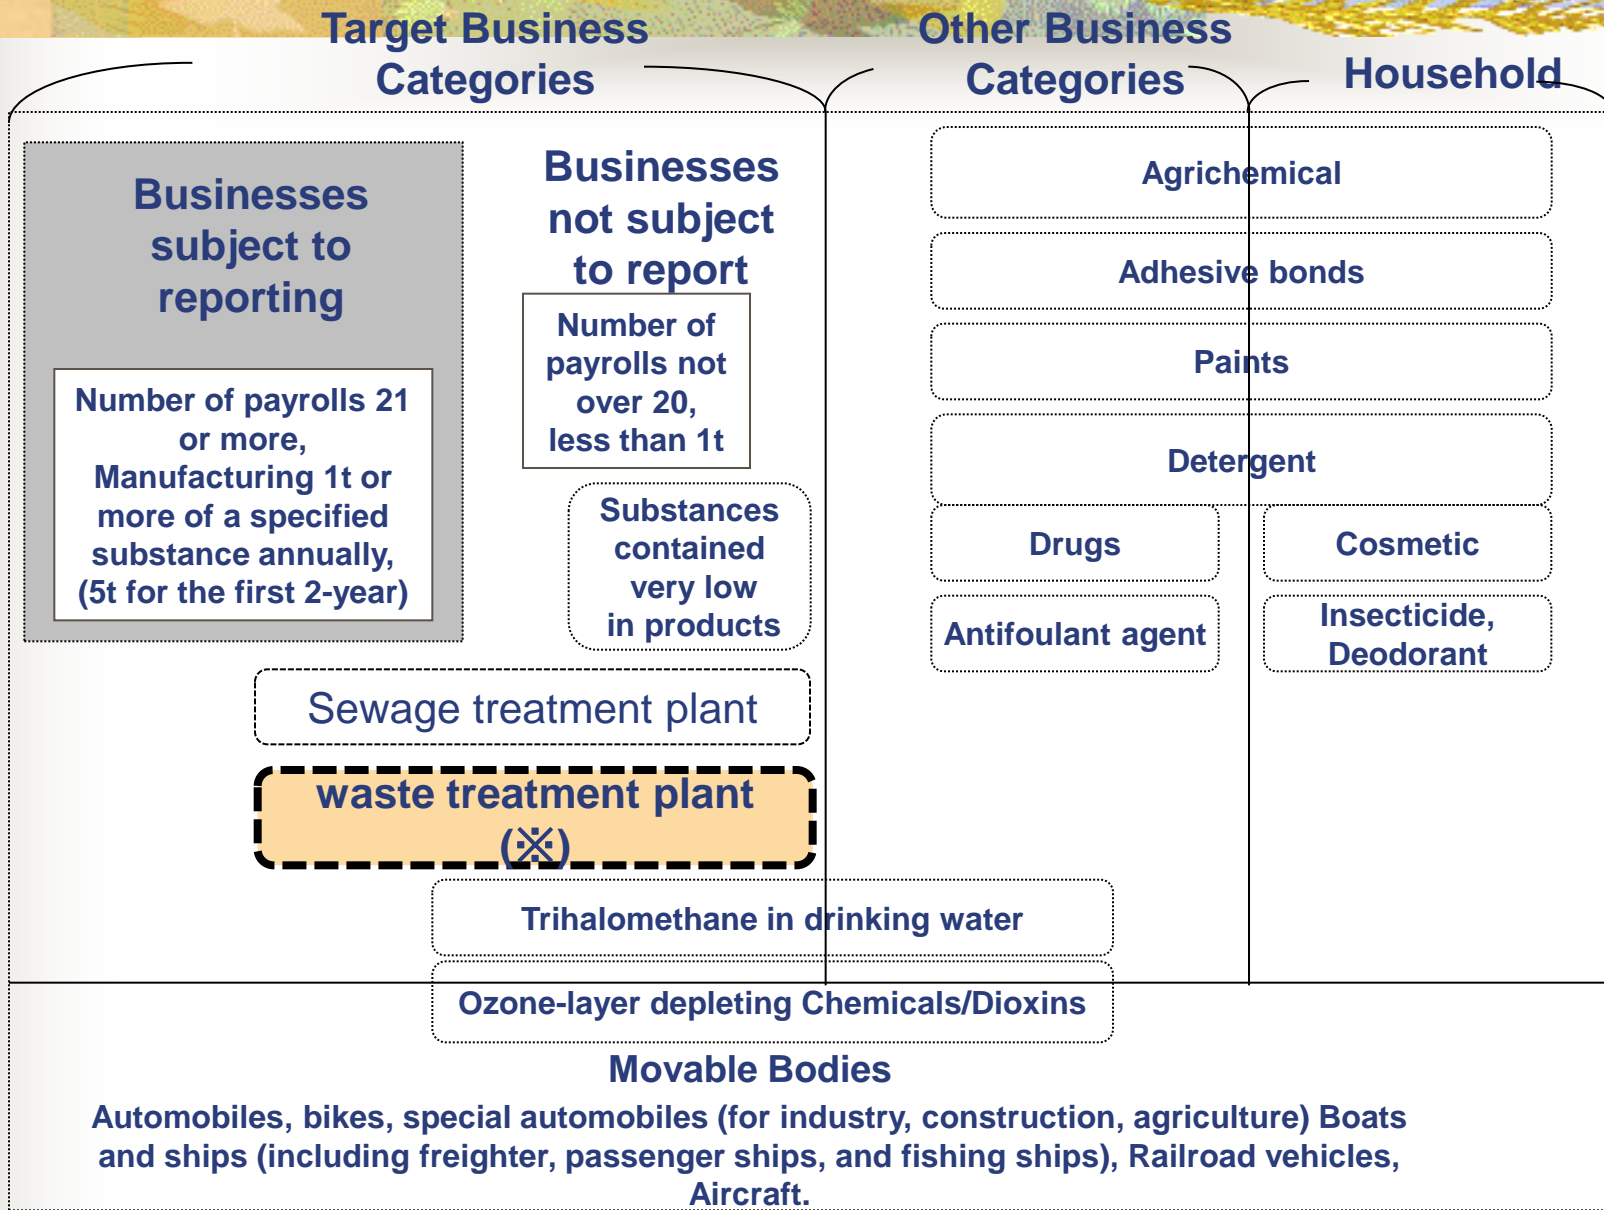 Target Business
Categories
Other Business
Categories
Household
Businesses
subject to
reporting
Number of payrolls 21
or more,
Manufacturing 1t or
more of a specified
substance annually,
(5t for the first 2-year)
Businesses
not subject
to report
Number of
payrolls not
over 20,
less than 1t
Substances
contained
very low
in products
Agrichemical
Adhesive bonds
Paints
Detergent
Drugs
Cosmetic
Antifoulant agent
Insecticide,
Deodorant
Sewage treatment plant
waste treatment plant
(※)
Trihalomethane in drinking water
Ozone-layer depleting Chemicals/Dioxins
Movable Bodies
Automobiles, bikes, special automobiles (for industry, construction, agriculture) Boats
and ships (including freighter, passenger ships, and fishing ships), Railroad vehicles,
Aircraft.